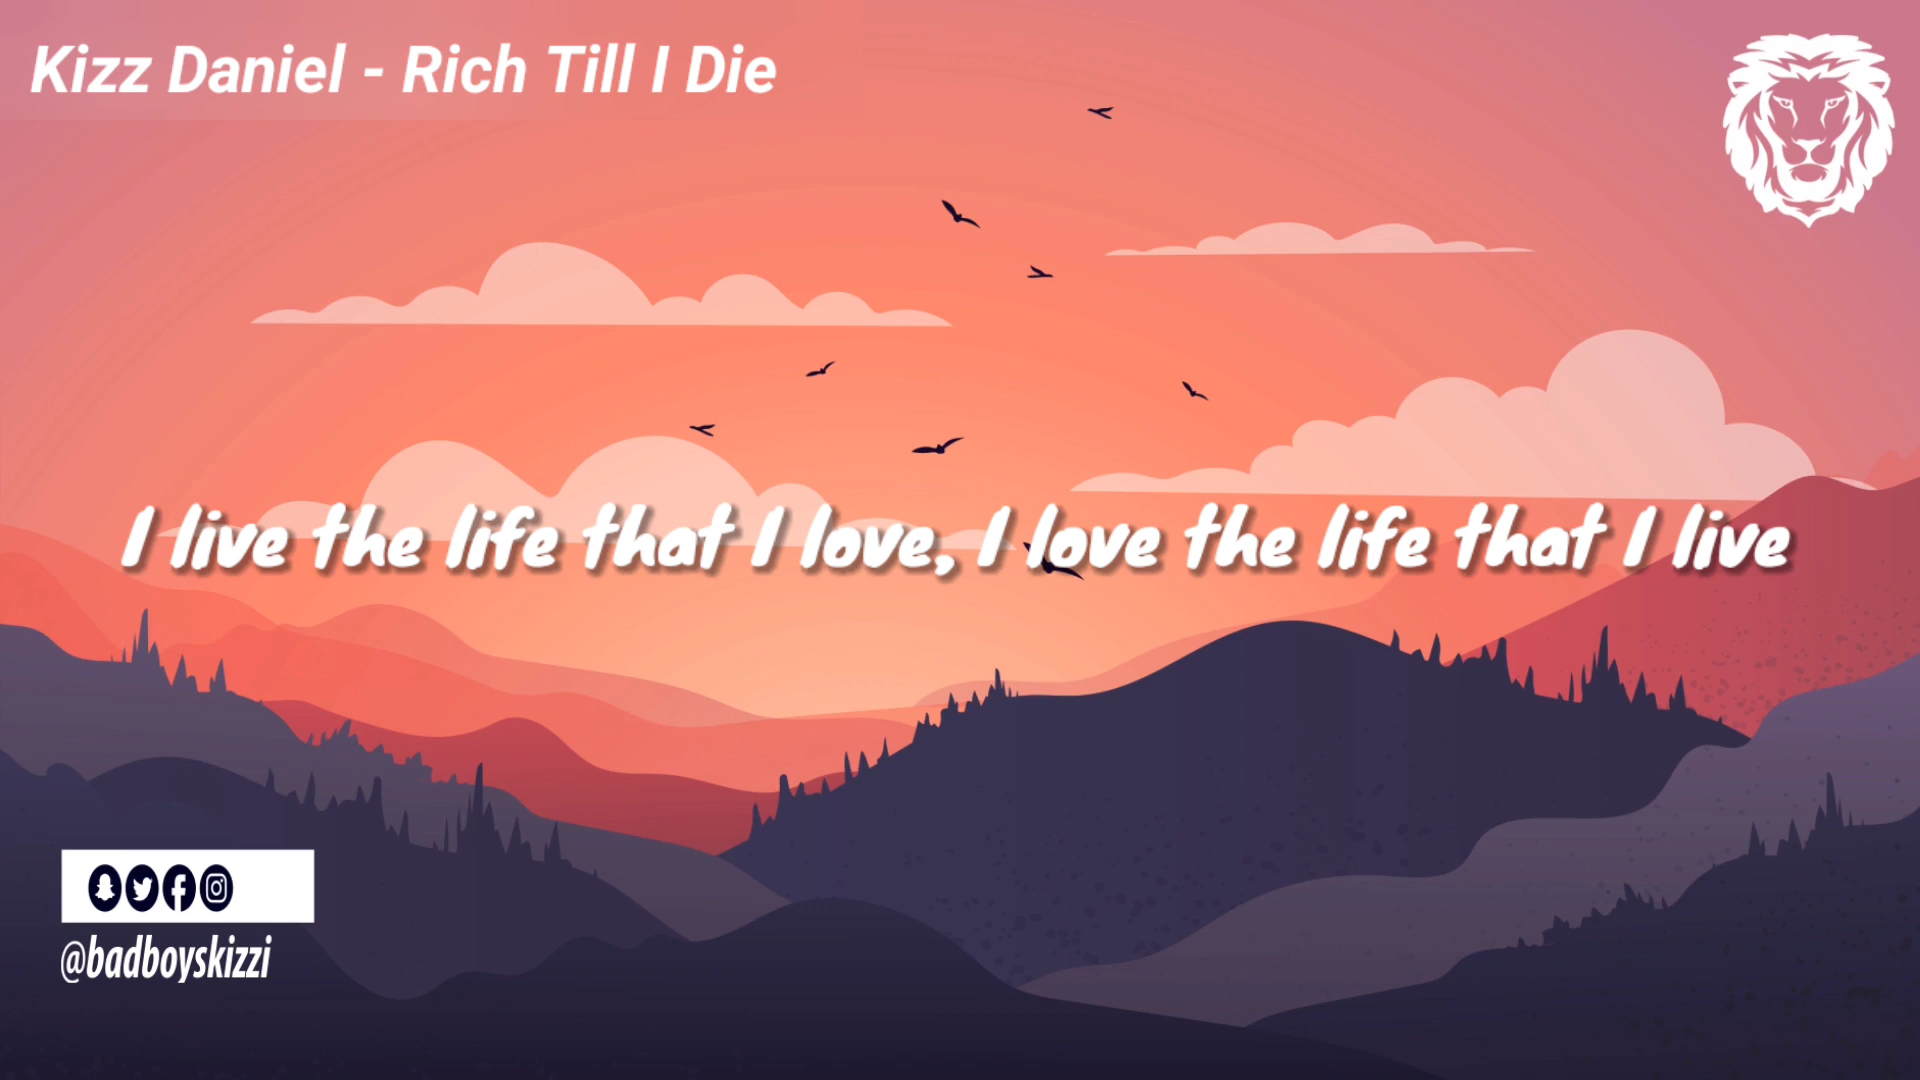 Kizz Daniel - Rich Till I Die
I live the life that I love, I love the life that I live
@badboyskizzi